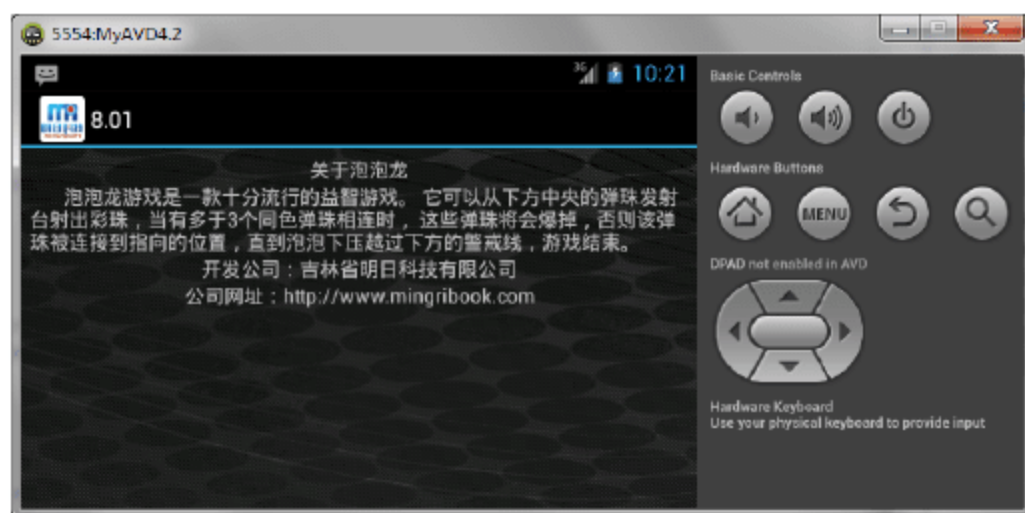 5554:MyAVD4.2
3G 10:21
8.01
关于泡泡龙
泡泡龙游戏是一款十分流行的益智游戏。 它可以从下方中央的弹珠发射
台射出彩珠，当有多于3个同色弹珠相连时， 这些弹珠将会爆掉，否则该弹
珠被连接到指向的位置，直到泡泡下压越过下方的警戒线，游戏结束。
开发公司：吉林省明日科技有限公司
公司网址：http://www.mingribook.com
Basic Controls
Hardware Buttons
MENU
DPAD not enabled in AVD
Hardware Keyboard
Use your physical keyboard to provide input